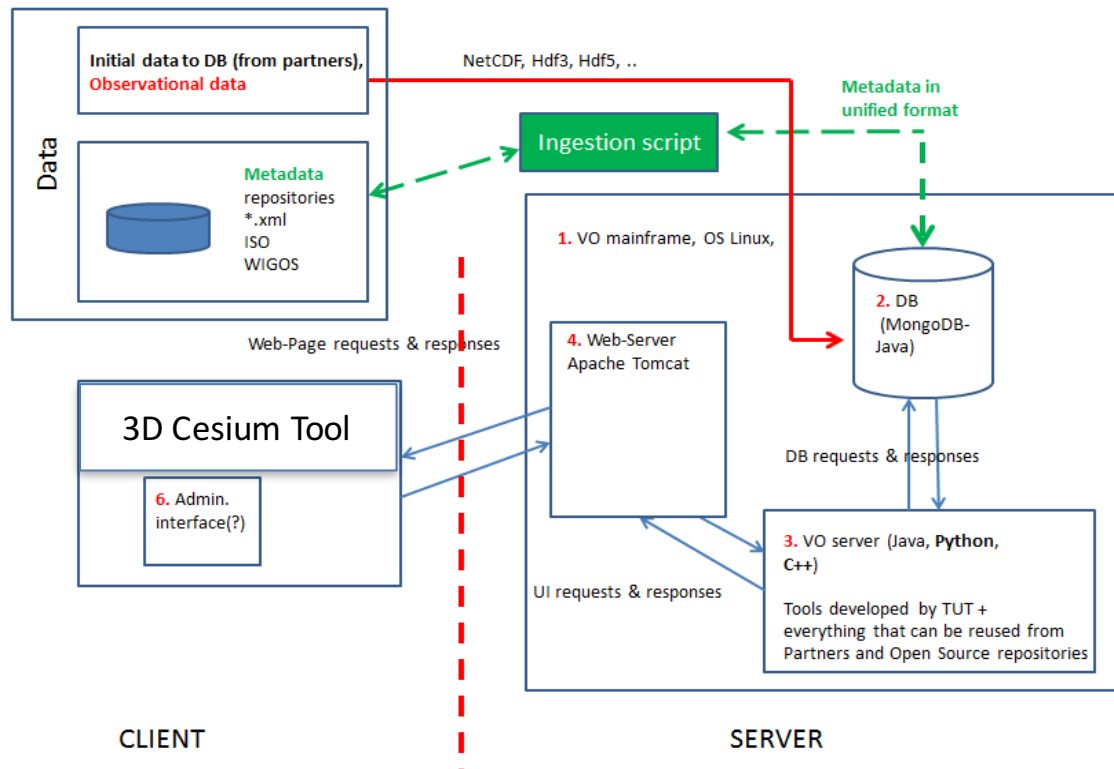 Data
Initial data to DB (from partners),
Observational data
Metadata
repositories
*.xml
ISO
WIGOS
NetCDF, Hdf3, Hdf5, ..
Ingestion script
Metadata in
unified format
1. VO mainframe, OS Linux,
2. DB
(MongoDB-
Java)
Web-Page requests & responses
4. Web-Server
Apache Tomcat
3D Cesium Tool
6. Admin.
interface(?)
DB requests & responses
UI requests & responses
3. VO server (Java, Python,
C++)
Tools developed by TUT +
everything that can be reused from
Partners and Open Source repositories
CLIENT
SERVER